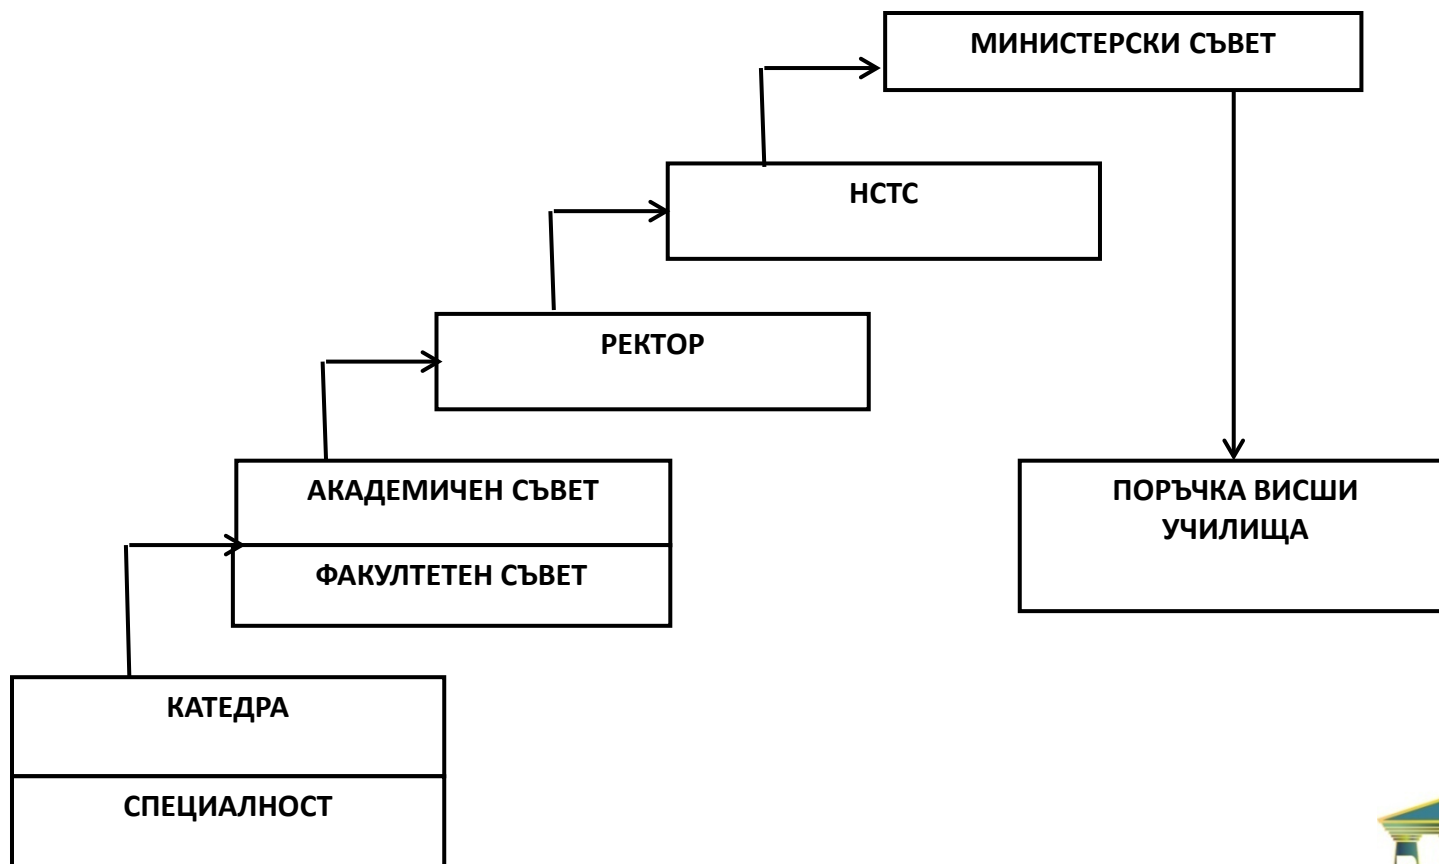 МИНИСТЕРСКИ СЪВЕТ
НСТС
РЕКТОР
АКАДЕМИЧЕН СЪВЕТ
ФАКУЛТЕТЕН СЪВЕТ
ПОРЪЧКА ВИСШИ
УЧИЛИЩА
КАТЕДРА
СПЕЦИАЛНОСТ